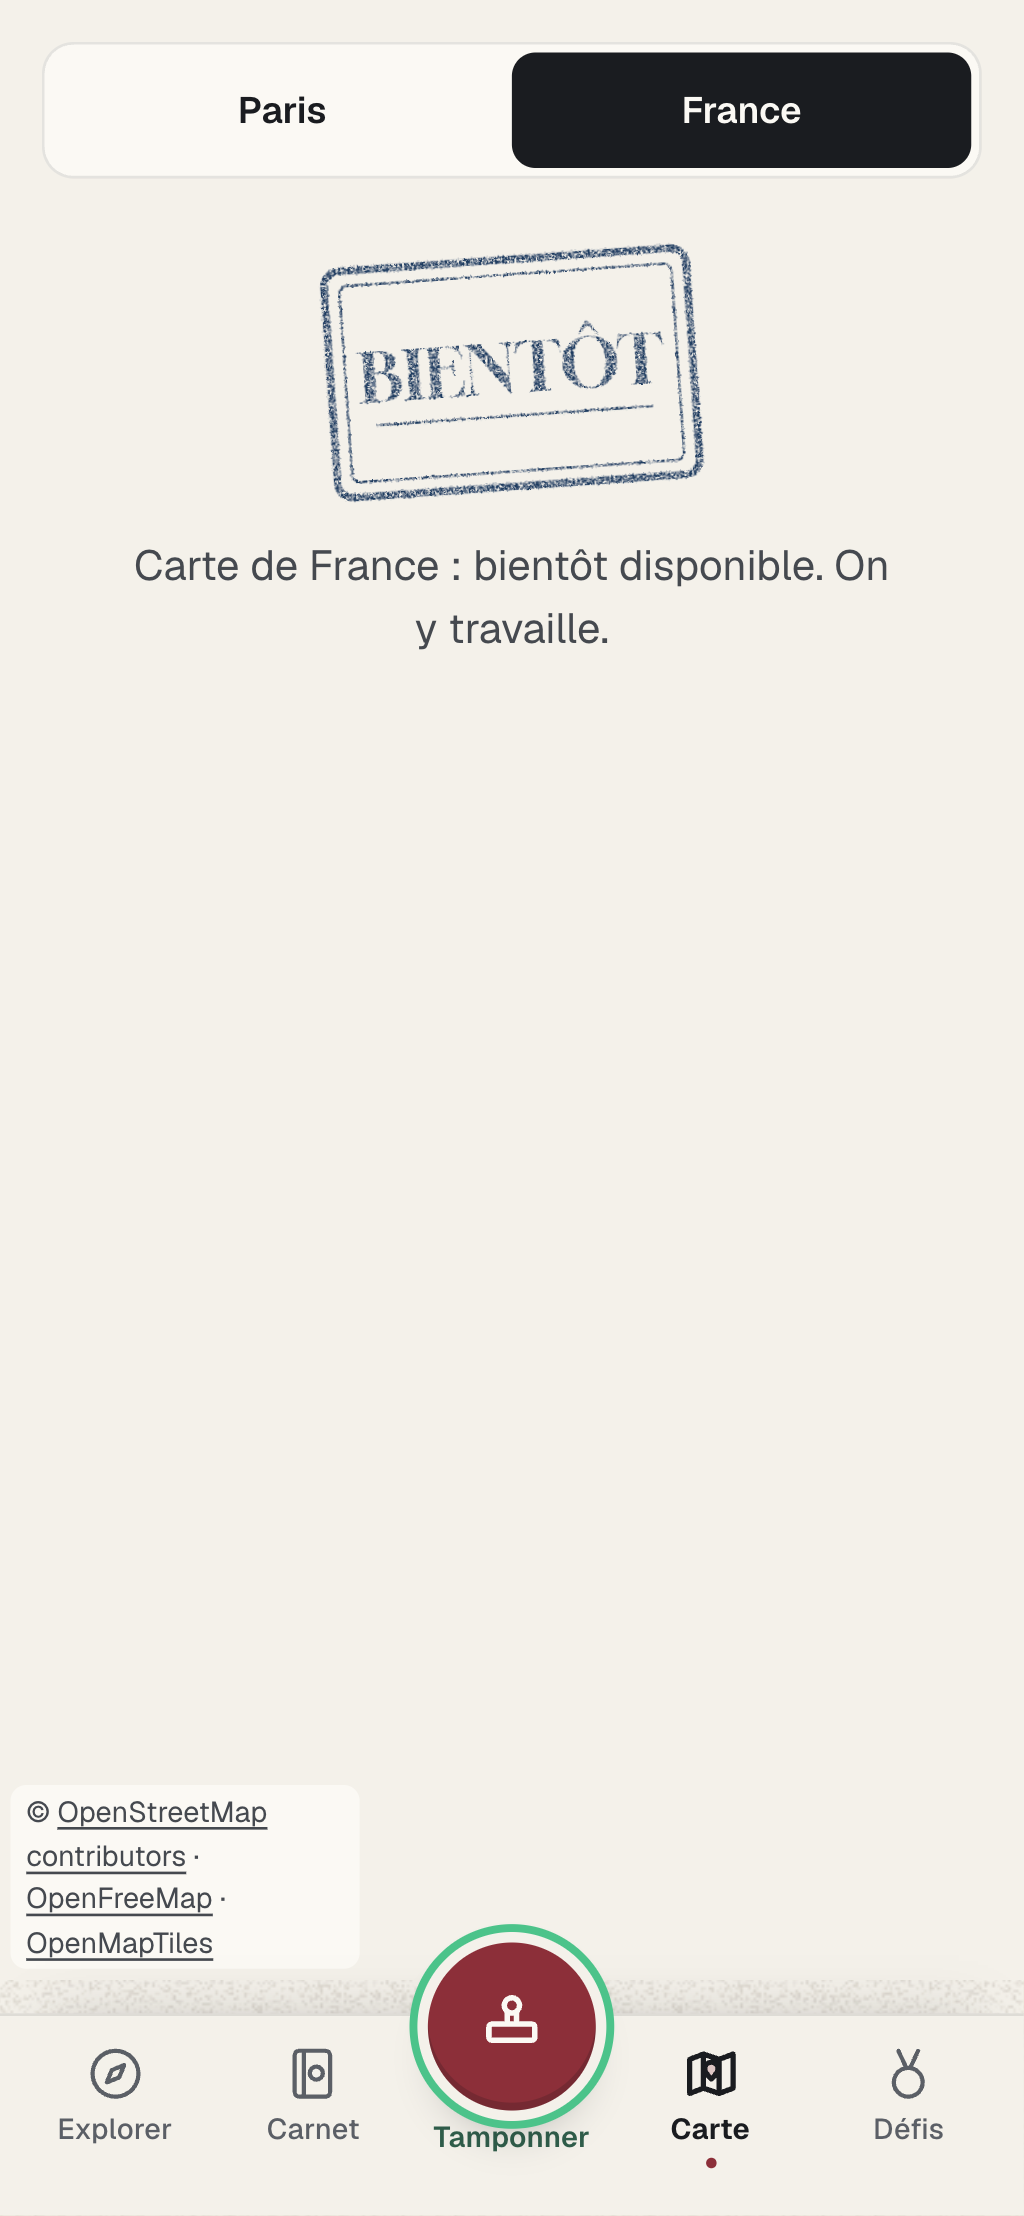 Paris
France
BIENTÔT
Carte de France : bientôt disponible. On
y travaille.
© OpenStreetMap
contributors ·
OpenFreeMap ·
OpenMapTiles
Explorer
Carnet
Tamponner
Carte
Défis